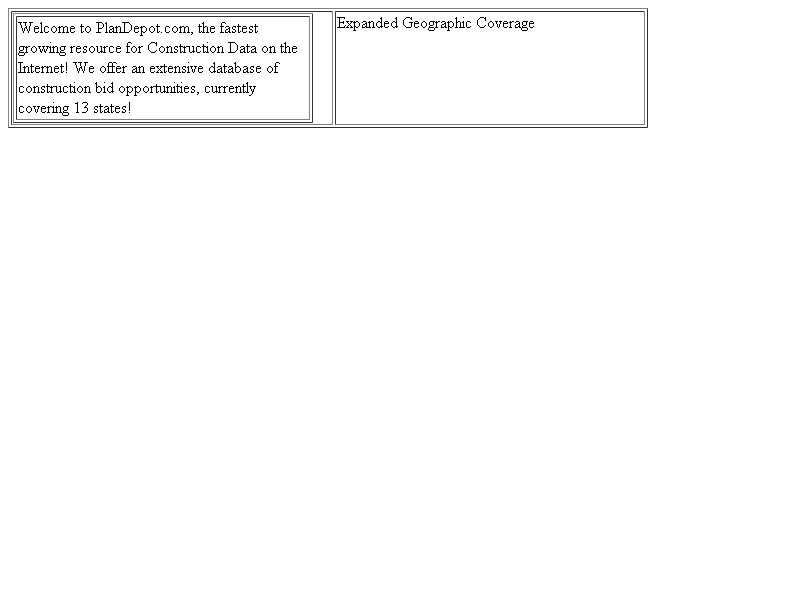 Welcome to PlanDepot.com, the fastest
growing resource for Construction Data on the
Internet! We offer an extensive database of
construction bid opportunities, currently
covering 13 states!
Expanded Geographic Coverage